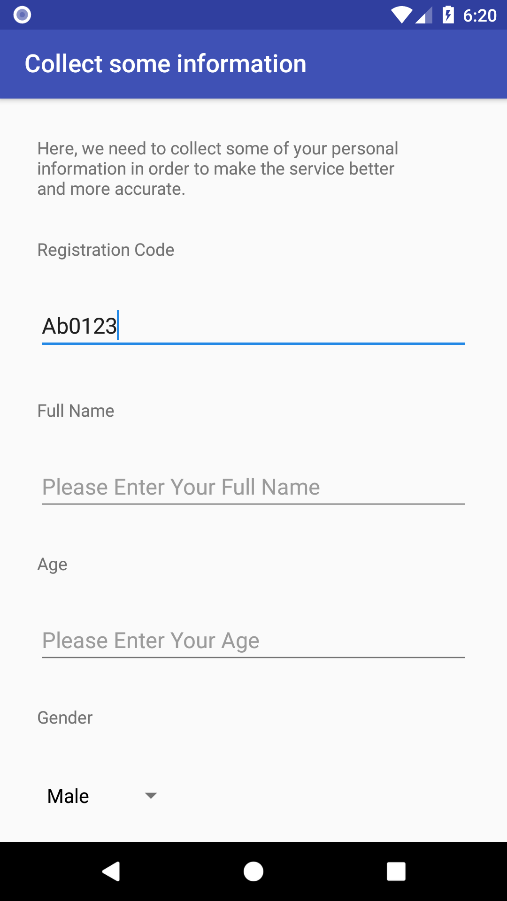 6:20
Collect some information
Here, we need to collect some of your personal
information in order to make the service better
and more accurate.
Registration Code
Ab0123
Full Name
Please Enter Your Full Name
Age
Please Enter Your Age
Gender
Male